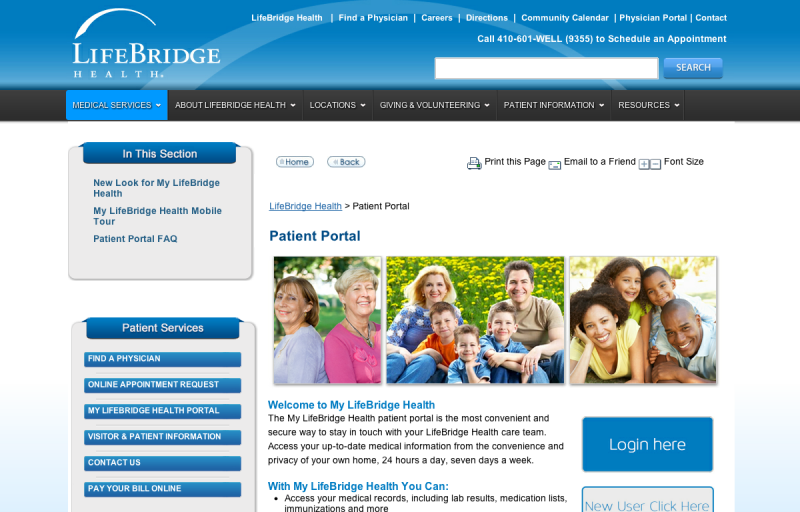 LifeBridge Health | Find a Physician | Careers | Directions | Community Calendar | Physician Portal | Contact
LIFEBRIDGE
HEALTH.
Call 410-601-WELL (9355) to Schedule an Appointment
SEARCH
MEDICAL SERVICES ABOUT LIFEBRIDGE HEALTH LOCATIONS GIVING & VOLUNTEERING PATIENT INFORMATION RESOURCES
In This Section
New Look for My LifeBridge
Health
My LifeBridge Health Mobile
Tour
Patient Portal FAQ
Patient Services
FIND A PHYSICIAN
ONLINE APPOINTMENT REQUEST
MY LIFEBRIDGE HEALTH PORTAL
VISITOR & PATIENT INFORMATION
CONTACT US
PAY YOUR BILL ONLINE
Home Back Print this Page Email to a Friend Font Size
LifeBridge Health > Patient Portal
Patient Portal
Welcome to My LifeBridge Health
The My LifeBridge Health patient portal is the most convenient and
secure way to stay in touch with your LifeBridge Health care team.
Access your up-to-date medical information from the convenience and
privacy of your own home, 24 hours a day, seven days a week.
With My LifeBridge Health You Can:
• Access your medical records, including lab results, medication lists,
immunizations and more
Login here
New User Click Here